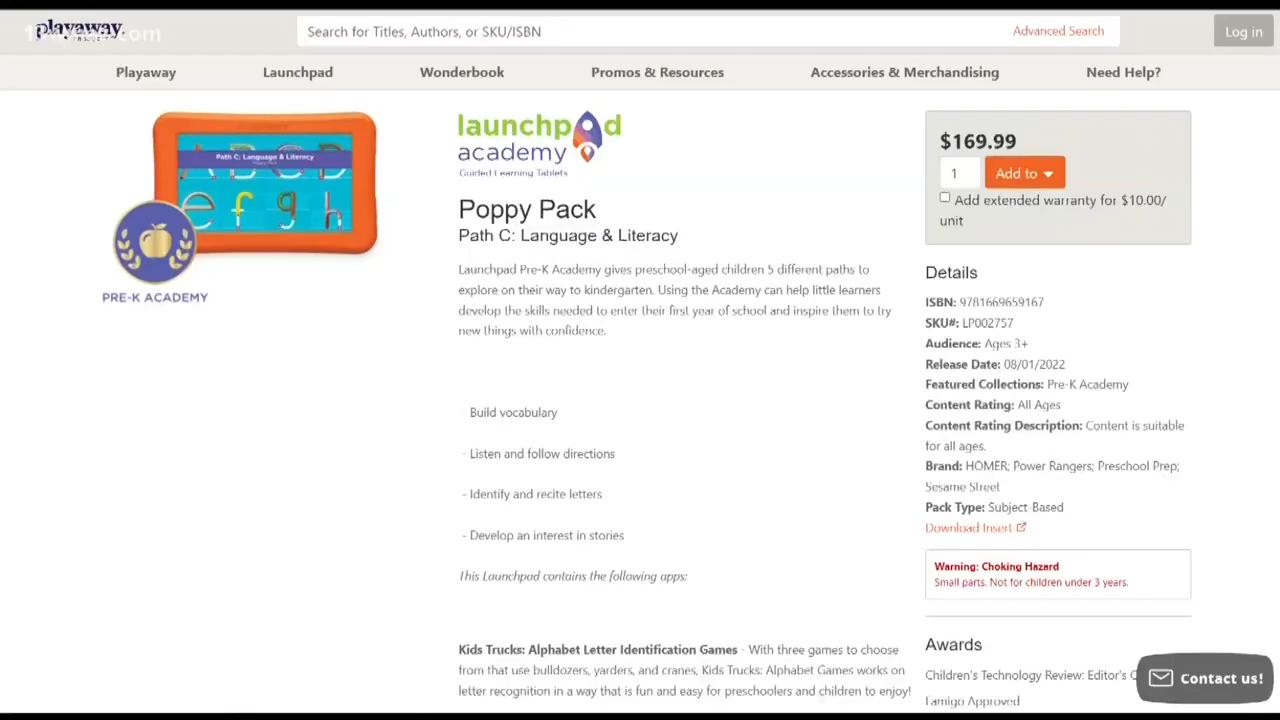 playaway
Search for Titles, Authors, or SKU/ISBN
Advanced Search
Log in
Playaway
Launchpad
Wonderbook
Promos & Resources
Accessories & Merchandising
Need Help?
Path C: Language & Literacy
e f g h
PRE-K ACADEMY
launchpad
academy
Guided Learning Tablets
Poppy Pack
Path C: Language & Literacy
Launchpad Pre-K Academy gives preschool-aged children 5 different paths to
explore on their way to kindergarten. Using the Academy can help little learners
develop the skills needed to enter their first year of school and inspire them to try
new things with confidence.
- Build vocabulary
- Listen and follow directions
- Identify and recite letters
- Develop an interest in stories
This Launchpad contains the following apps:
Kids Trucks: Alphabet Letter Identification Games - With three games to choose
from that use bulldozers, yarders, and cranes, Kids Trucks: Alphabet Games works on
letter recognition in a way that is fun and easy for preschoolers and children to enjoy!
$169.99
1
Add to
Add extended warranty for $10.00/
unit
Details
ISBN: 9781669659167
SKU#: LP002757
Audience: Ages 3+
Release Date: 08/01/2022
Featured Collections: Pre-K Academy
Content Rating: All Ages
Content Rating Description: Content is suitable
for all ages.
Brand: HOMER; Power Rangers; Preschool Prep;
Sesame Street
Pack Type: Subject-Based
Download Insert
Warning: Choking Hazard
Small parts. Not for children under 3 years.
Awards
Children's Technology Review: Editor's
Famigo Approved
Contact us!